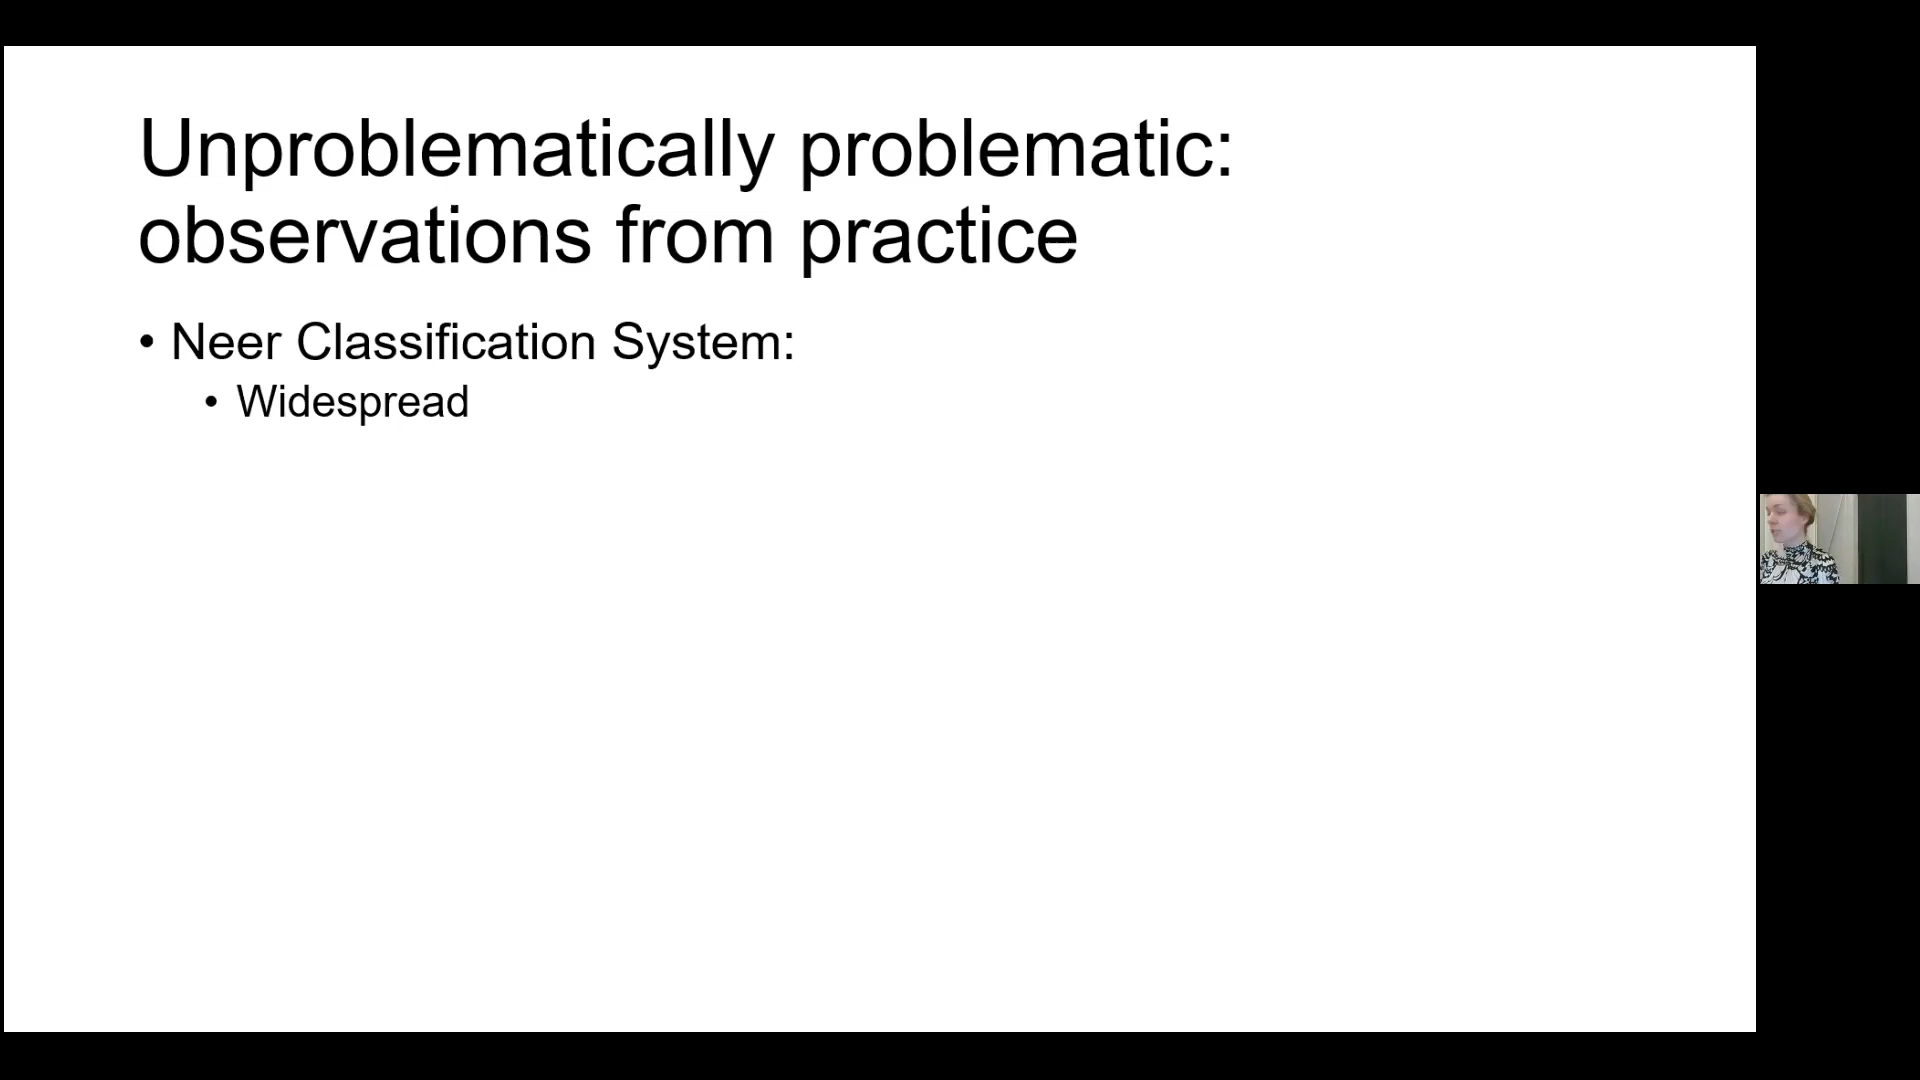 Unproblematically problematic:
observations from practice
• Neer Classification System:
• Widespread